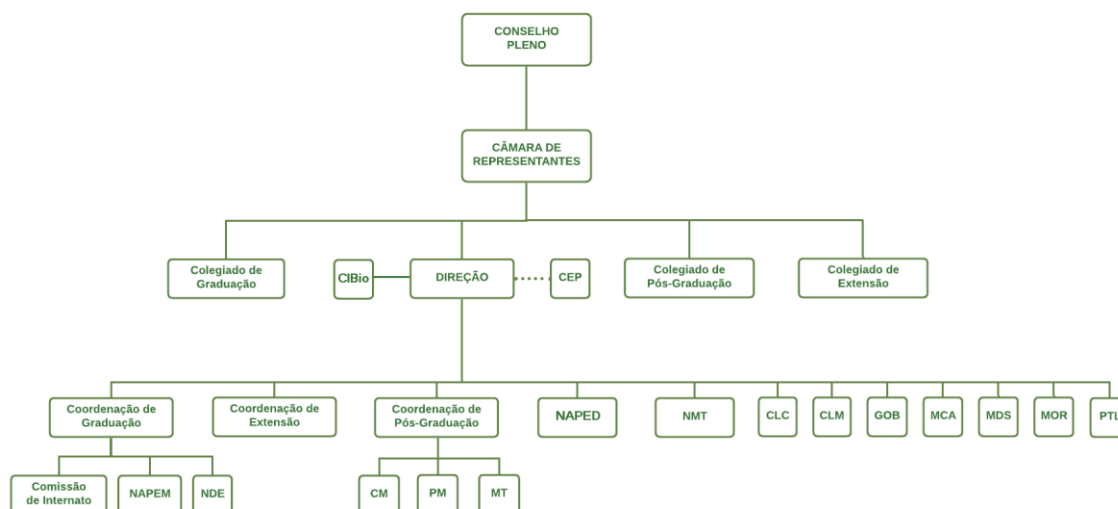 CONSELHO
PLENO
CÂMARA DE
REPRESENTANTES
Colegiado de
Graduação
CIBio
DIREÇÃO
CEP
Colegiado de
Pós-Graduação
Colegiado de
Extensão
Coordenação de
Graduação
Coordenação de
Extensão
Coordenação de
Pós-Graduação
NAPED
NMT
CLC
CLM
GOB
MCA
MDS
MOR
Comissão
de Internato
NAPEM
NDE
CM
PM
MT